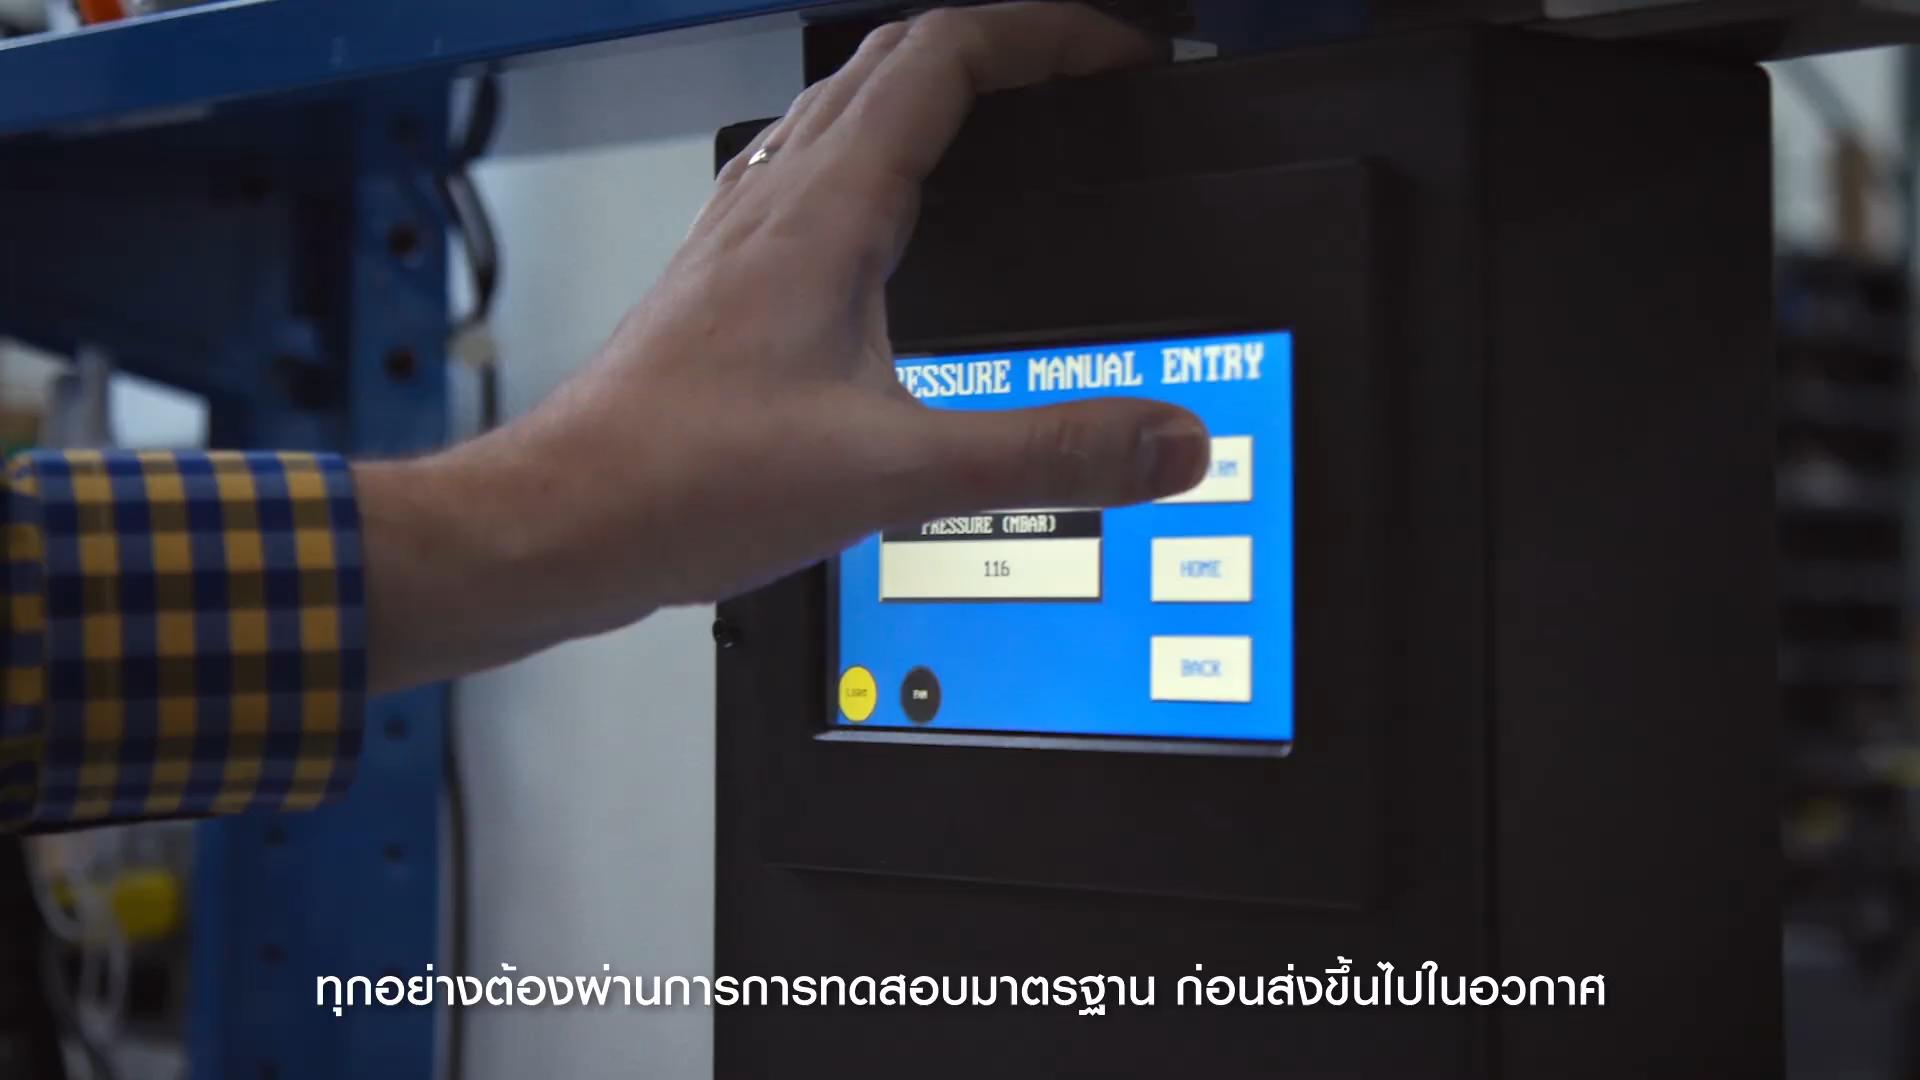 MANUAL ENTRY
PRESSURE (MBAR)
116
HOME
BACK
ทุกอย่างต้องผ่านการการทดสอบมาตรฐาน ก่อนส่งขึ้นไปในอวกาศ